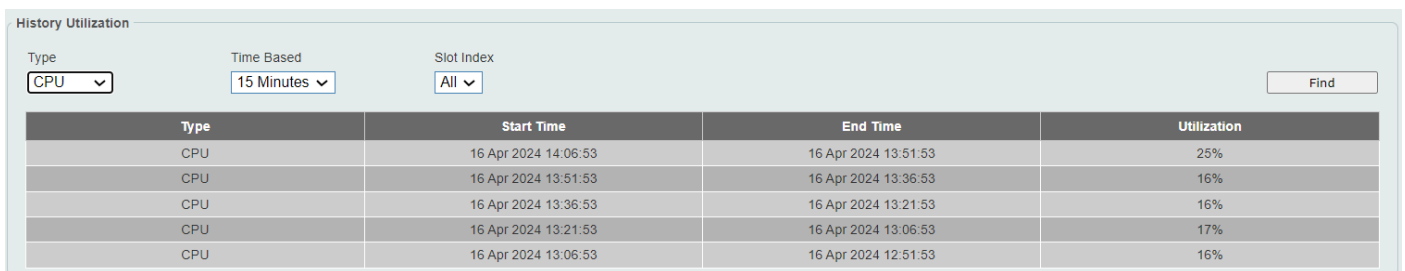 History Utilization
Type Time Based Slot Index
CPU 15 Minutes All Find
Type Start Time End Time Utilization
CPU 16 Apr 2024 14:06:53 16 Apr 2024 13:51:53 25%
CPU 16 Apr 2024 13:51:53 16 Apr 2024 13:36:53 16%
CPU 16 Apr 2024 13:36:53 16 Apr 2024 13:21:53 16%
CPU 16 Apr 2024 13:21:53 16 Apr 2024 13:06:53 17%
CPU 16 Apr 2024 13:06:53 16 Apr 2024 12:51:53 16%